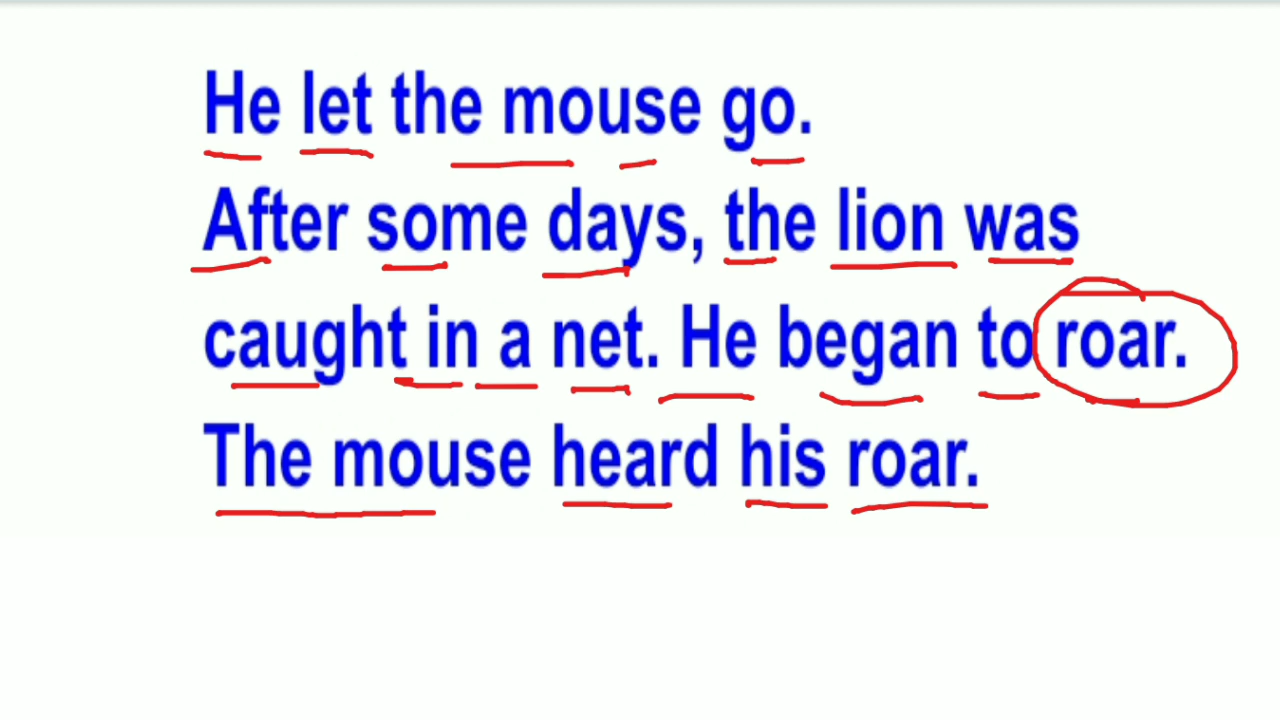 He let the mouse go.
After some days, the lion was
caught in a net. He began to roar.
The mouse heard his roar.